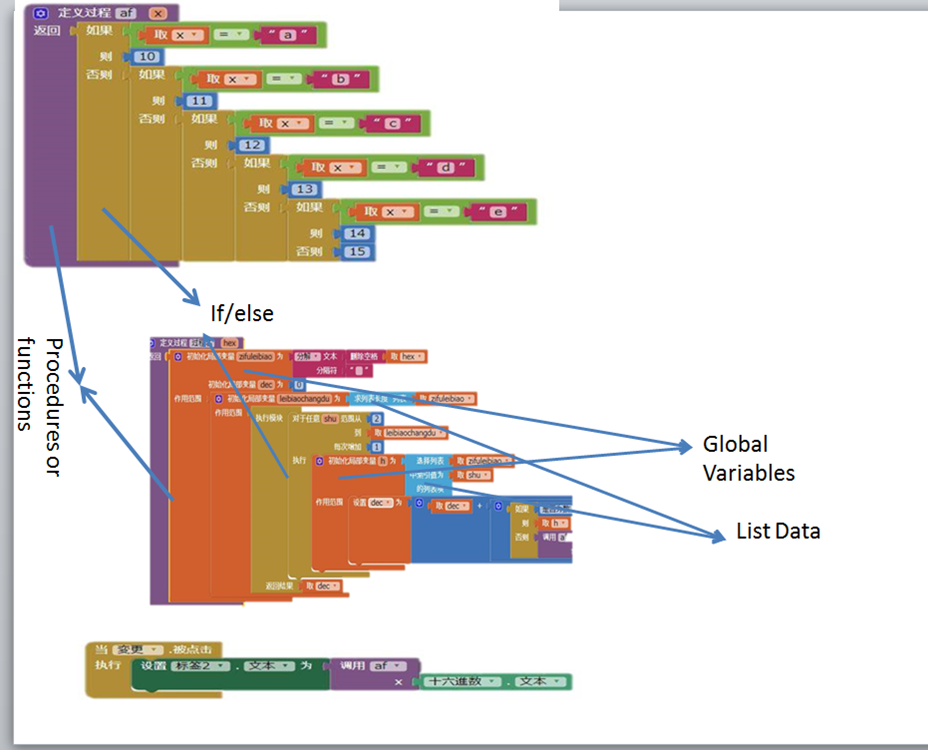 定义过程 af x
返回 如果 取 x = " a "
则 10
否则 如果 取 x = " b "
则 11
否则 如果 取 x = " c "
则 12
否则 如果 取 x = " d "
则 13
否则 如果 取 x = " e "
则 14
否则 15
If/else
Procedures or
functions
定义过程 hex
初始化局部变量 zifuleibiao 为 分解 文本 删除空格 取 hex
分隔符 " "
初始化局部变量 dec 为 0
作用范围 初始化局部变量 leibiaochangdu 为 求列表长度 列表 取 zifuleibiao
作用范围 执行模块 对于任意 shu 范围从 2
到 取 leibiaochangdu
每次增加 1
执行 初始化局部变量 h 为 选择列表 取 zifuleibiao
中索引值为 取 shu
的列表项
作用范围 设置 dec 为 取 dec + 如果
则 取 h
否则 调用
返回结果 取 dec
Global
Variables
List Data
当 变更 .被点击
执行 设置 标签2 . 文本 为 调用 af
x 十六進数 . 文本